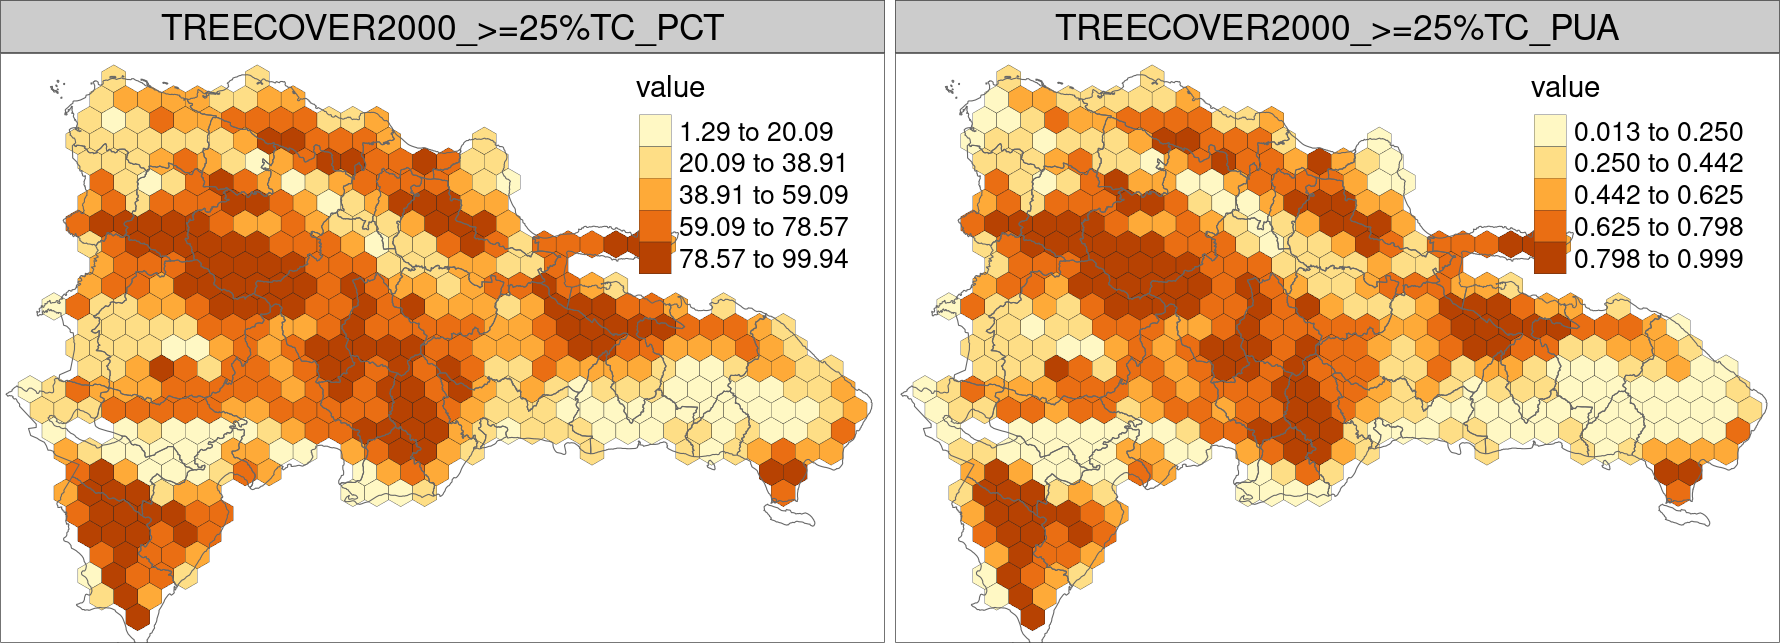 TREECOVER2000_>=25%TC_PCT
value
1.29 to 20.09
20.09 to 38.91
38.91 to 59.09
59.09 to 78.57
78.57 to 99.94
TREECOVER2000_>=25%TC_PUA
value
0.013 to 0.250
0.250 to 0.442
0.442 to 0.625
0.625 to 0.798
0.798 to 0.999